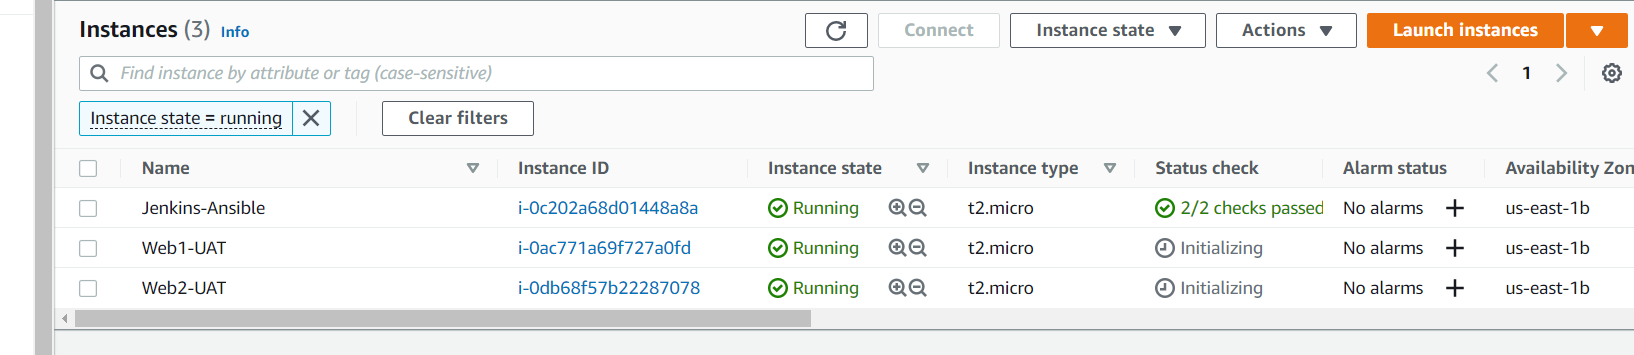 Instances (3) Info Connect Instance state Actions Launch instances
Find instance by attribute or tag (case-sensitive) 1
Instance state = running Clear filters
Name Instance ID Instance state Instance type Status check Alarm status Availability Zon
Jenkins-Ansible i-0c202a68d01448a8a Running t2.micro 2/2 checks passed No alarms us-east-1b
Web1-UAT i-0ac771a69f727a0fd Running t2.micro Initializing No alarms us-east-1b
Web2-UAT i-0db68f57b22287078 Running t2.micro Initializing No alarms us-east-1b